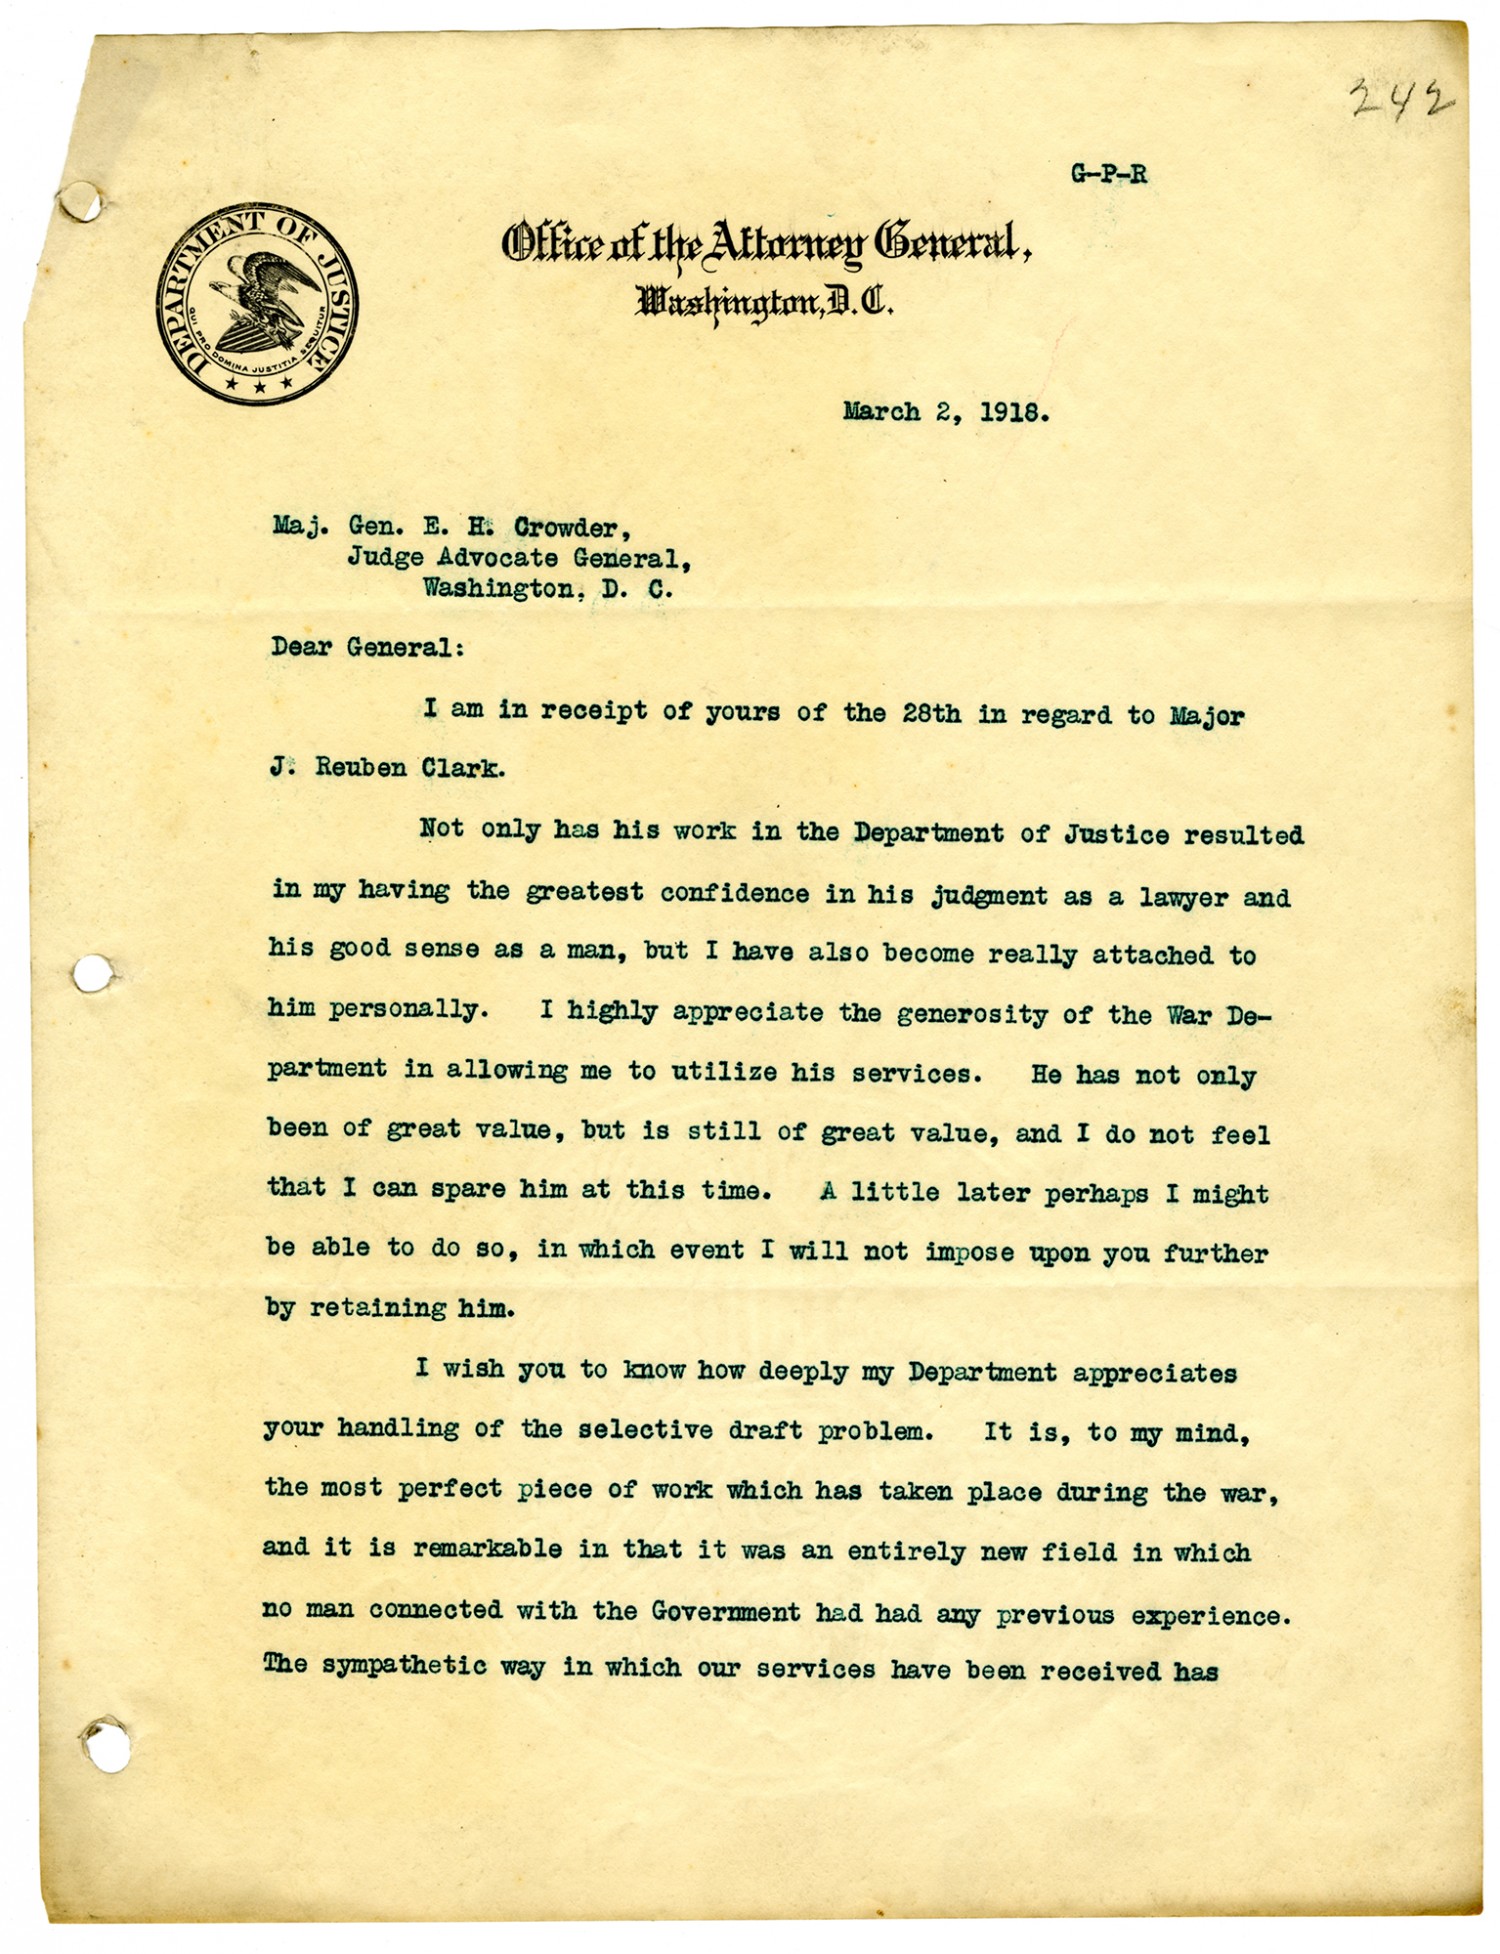 242
G-P-R
DEPARTMENT OF JUSTICE
QUI PRO DOMINA JUSTITIA SEQUITUR
Office of the Attorney General,
Washington, D. C.
March 2, 1918.
Maj. Gen. E. H. Crowder,
Judge Advocate General,
Washington, D. C.
Dear General:
I am in receipt of yours of the 28th in regard to Major
J. Reuben Clark.
Not only has his work in the Department of Justice resulted
in my having the greatest confidence in his judgment as a lawyer and
his good sense as a man, but I have also become really attached to
him personally. I highly appreciate the generosity of the War De-
partment in allowing me to utilize his services. He has not only
been of great value, but is still of great value, and I do not feel
that I can spare him at this time. A little later perhaps I might
be able to do so, in which event I will not impose upon you further
by retaining him.
I wish you to know how deeply my Department appreciates
your handling of the selective draft problem. It is, to my mind,
the most perfect piece of work which has taken place during the war,
and it is remarkable in that it was an entirely new field in which
no man connected with the Government had had any previous experience.
The sympathetic way in which our services have been received has